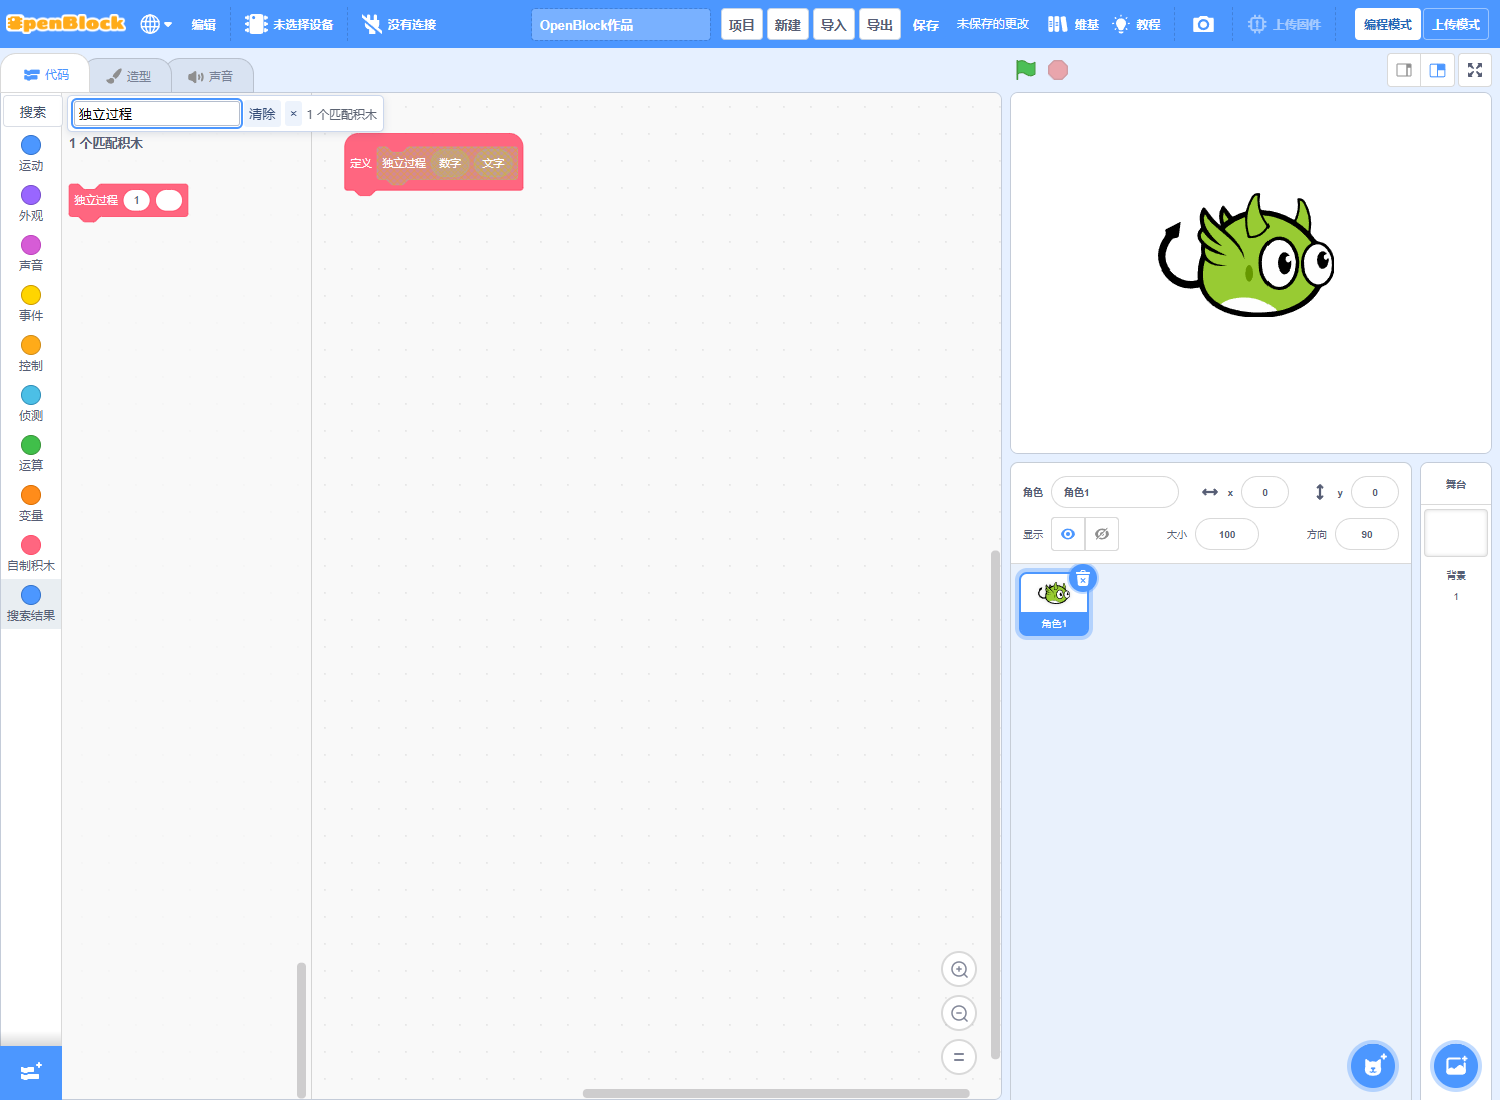 OpenBlock
编辑
未选择设备
没有连接
OpenBlock作品
项目
新建
导入
导出
保存
未保存的更改
维基
教程
上传固件
编程模式
上传模式
代码
造型
声音
搜索
独立过程
清除
×
1 个匹配积木
1 个匹配积木
运动
外观
声音
事件
控制
侦测
运算
变量
自制积木
搜索结果
独立过程 1
定义 独立过程 数字 文字
角色 角色1
x 0
y 0
显示
大小 100
方向 90
角色1
舞台
背景
1